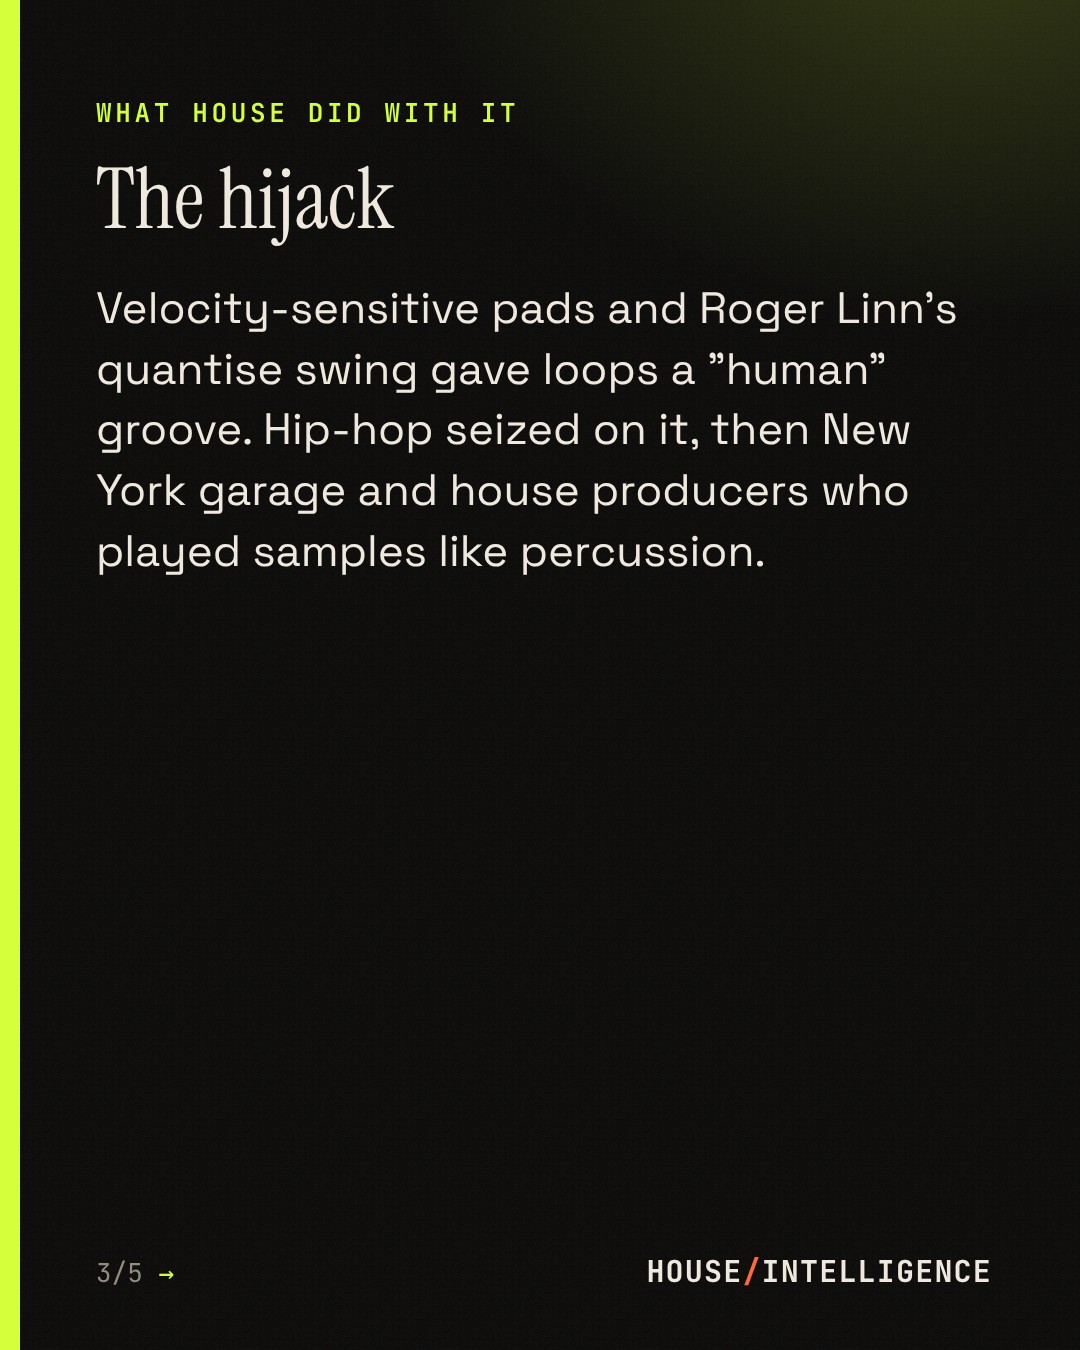 WHAT HOUSE DID WITH IT
The hijack
Velocity-sensitive pads and Roger Linn’s
quantise swing gave loops a ”human”
groove. Hip-hop seized on it, then New
York garage and house producers who
played samples like percussion.
3/5 →
HOUSE/INTELLIGENCE